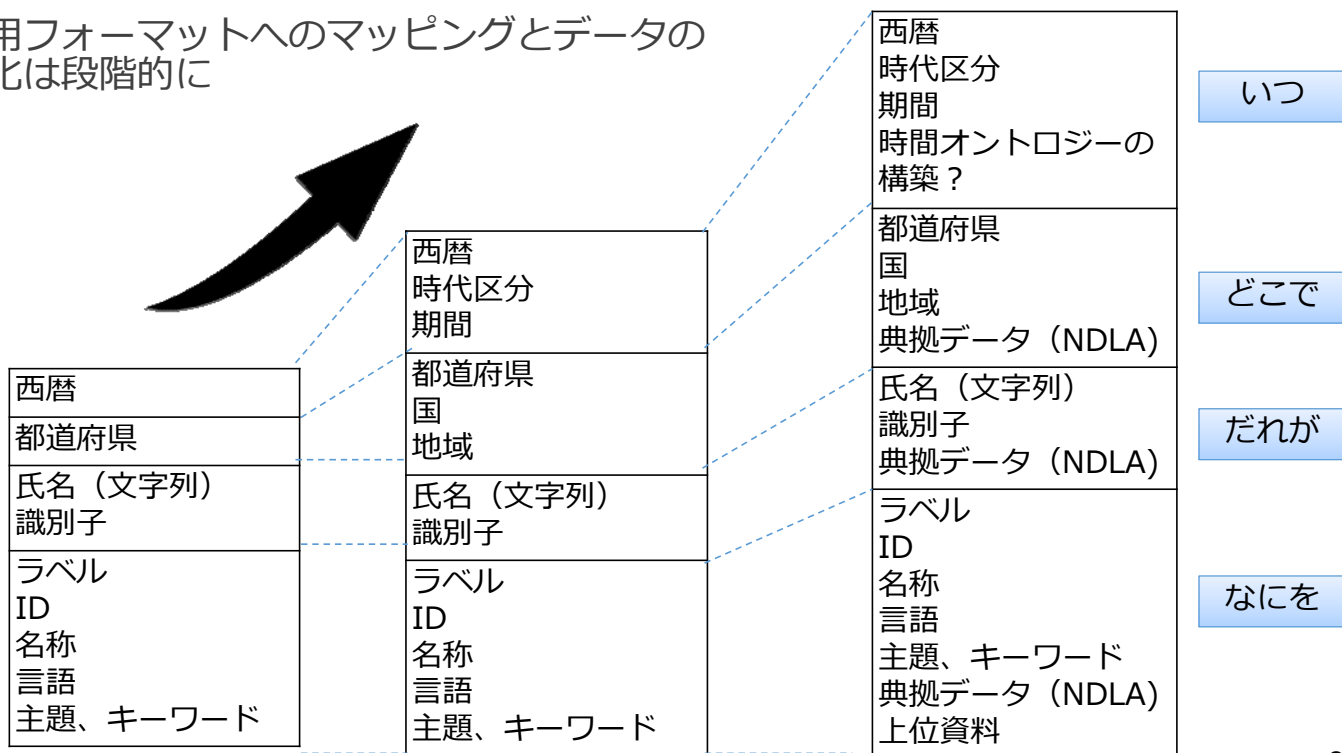 用フォーマットへのマッピングとデータの
化は段階的に
西暦
都道府県
氏名（文字列）
識別子
ラベル
ID
名称
言語
主題、キーワード
西暦
時代区分
期間
都道府県
国
地域
氏名（文字列）
識別子
ラベル
ID
名称
言語
主題、キーワード
西暦
時代区分
期間
時間オントロジーの
構築？
都道府県
国
地域
典拠データ（NDLA)
氏名（文字列）
識別子
典拠データ（NDLA)
ラベル
ID
名称
言語
主題、キーワード
典拠データ（NDLA)
上位資料
いつ
どこで
だれが
なにを